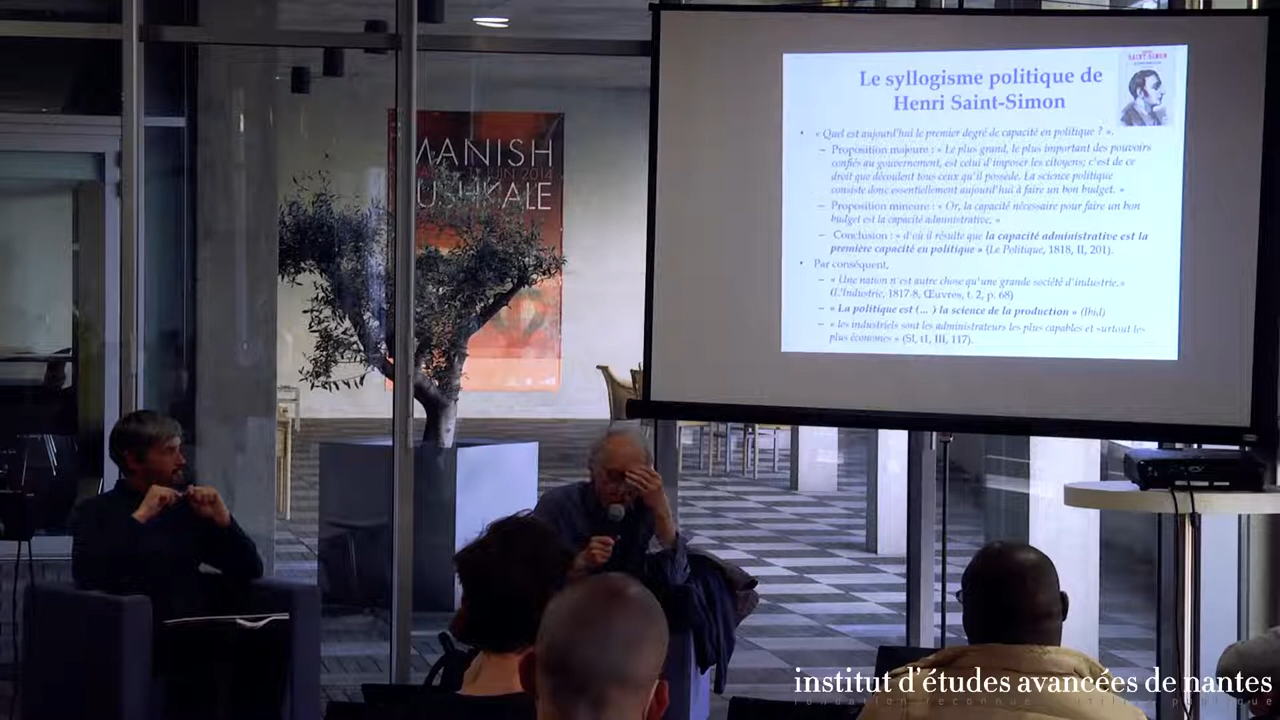 SAINT-SIMON
Le syllogisme politique de
Henri Saint-Simon
• « Quel est aujourd'hui le premier degré de capacité en politique ? ».
– Proposition majeure : « Le plus grand, le plus important des pouvoirs
confiés au gouvernement, est celui d'imposer les citoyens; c'est de ce
droit que découlent tous ceux qu'il possède. La science politique
consiste donc essentiellement aujourd'hui à faire un bon budget. »
– Proposition mineure : « Or, la capacité nécessaire pour faire un bon
budget est la capacité administrative. »
– Conclusion : « d'où il résulte que la capacité administrative est la
première capacité en politique » (Le Politique, 1818, II, 201).
• Par conséquent,
– « Une nation n'est autre chose qu'une grande société d'industrie. »
(L'Industrie, 1817-8, Œuvres, t. 2, p. 68)
– « La politique est (... ) la science de la production » (Ibid.)
– « les industriels sont les administrateurs les plus capables et surtout les
plus économes » (SI, t1, III, 117).
MANISH
JUIN 2014
USHKALE
institut d'études avancées de nantes
fondation reconnue d'utilité publique